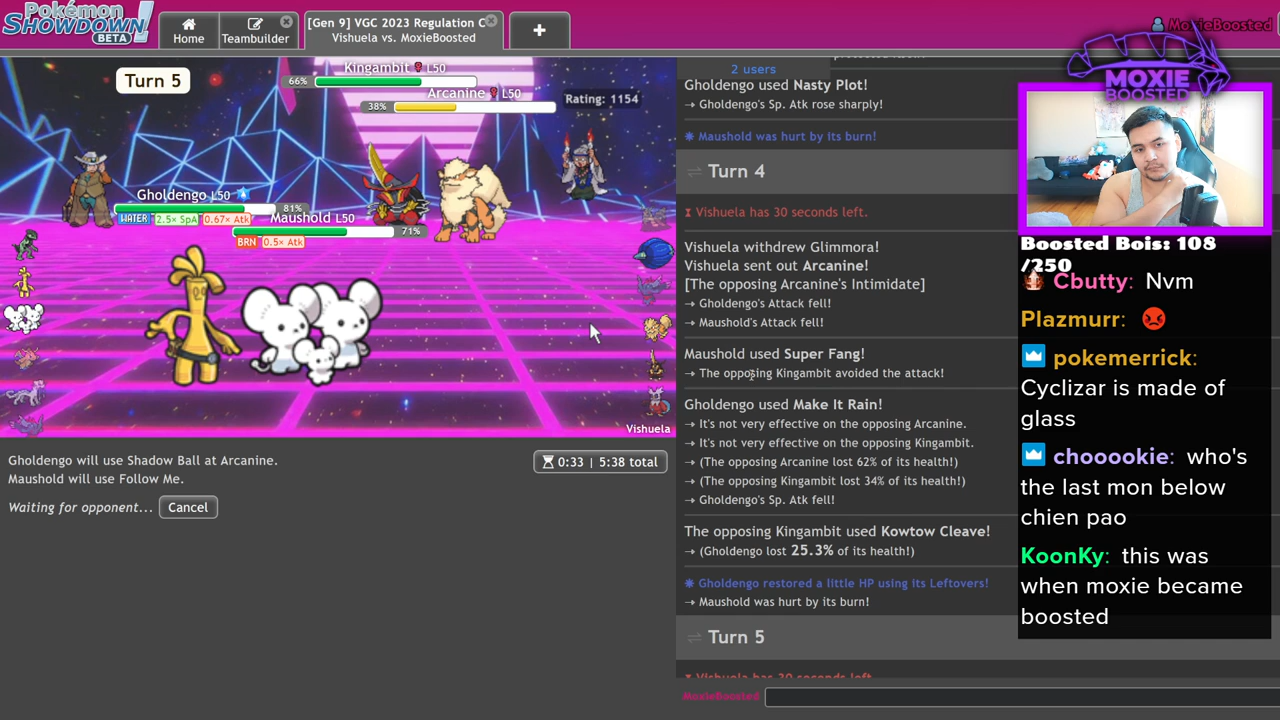 Pokémon
SHOWDOWN!
BETA
Home
Teambuilder
[Gen 9] VGC 2023 Regulation C
Vishuela vs. MoxieBoosted
+
MoxieBoosted
Turn 5
Kingambit L50
66%
Arcanine L50
38%
Rating: 1154
Gholdengo L50
81%
WATER 2.5× SpA 0.67× Atk
Maushold L50
71%
BRN 0.5× Atk
Vishuela
Gholdengo will use Shadow Ball at Arcanine.
Maushold will use Follow Me.
Waiting for opponent... Cancel
0:33 | 5:38 total
2 users
Gholdengo used Nasty Plot!
Gholdengo's Sp. Atk rose sharply!
Maushold was hurt by its burn!
Turn 4
Vishuela has 30 seconds left.
Vishuela withdrew Glimmora!
Vishuela sent out Arcanine!
[The opposing Arcanine's Intimidate]
Gholdengo's Attack fell!
Maushold's Attack fell!
Maushold used Super Fang!
The opposing Kingambit avoided the attack!
Gholdengo used Make It Rain!
It's not very effective on the opposing Arcanine.
It's not very effective on the opposing Kingambit.
(The opposing Arcanine lost 62% of its health!)
(The opposing Kingambit lost 34% of its health!)
Gholdengo's Sp. Atk fell!
The opposing Kingambit used Kowtow Cleave!
(Gholdengo lost 25.3% of its health!)
Gholdengo restored a little HP using its Leftovers!
Maushold was hurt by its burn!
Turn 5
Vishuela has 30 seconds left.
MoxieBoosted
MOXIE
BOOSTED
Boosted Bois: 108
/250
Cbutty: Nvm
Plazmurr:
pokemerrick:
Cyclizar is made of
glass
chooookie: who's
the last mon below
chien pao
KoonKy: this was
when moxie became
boosted